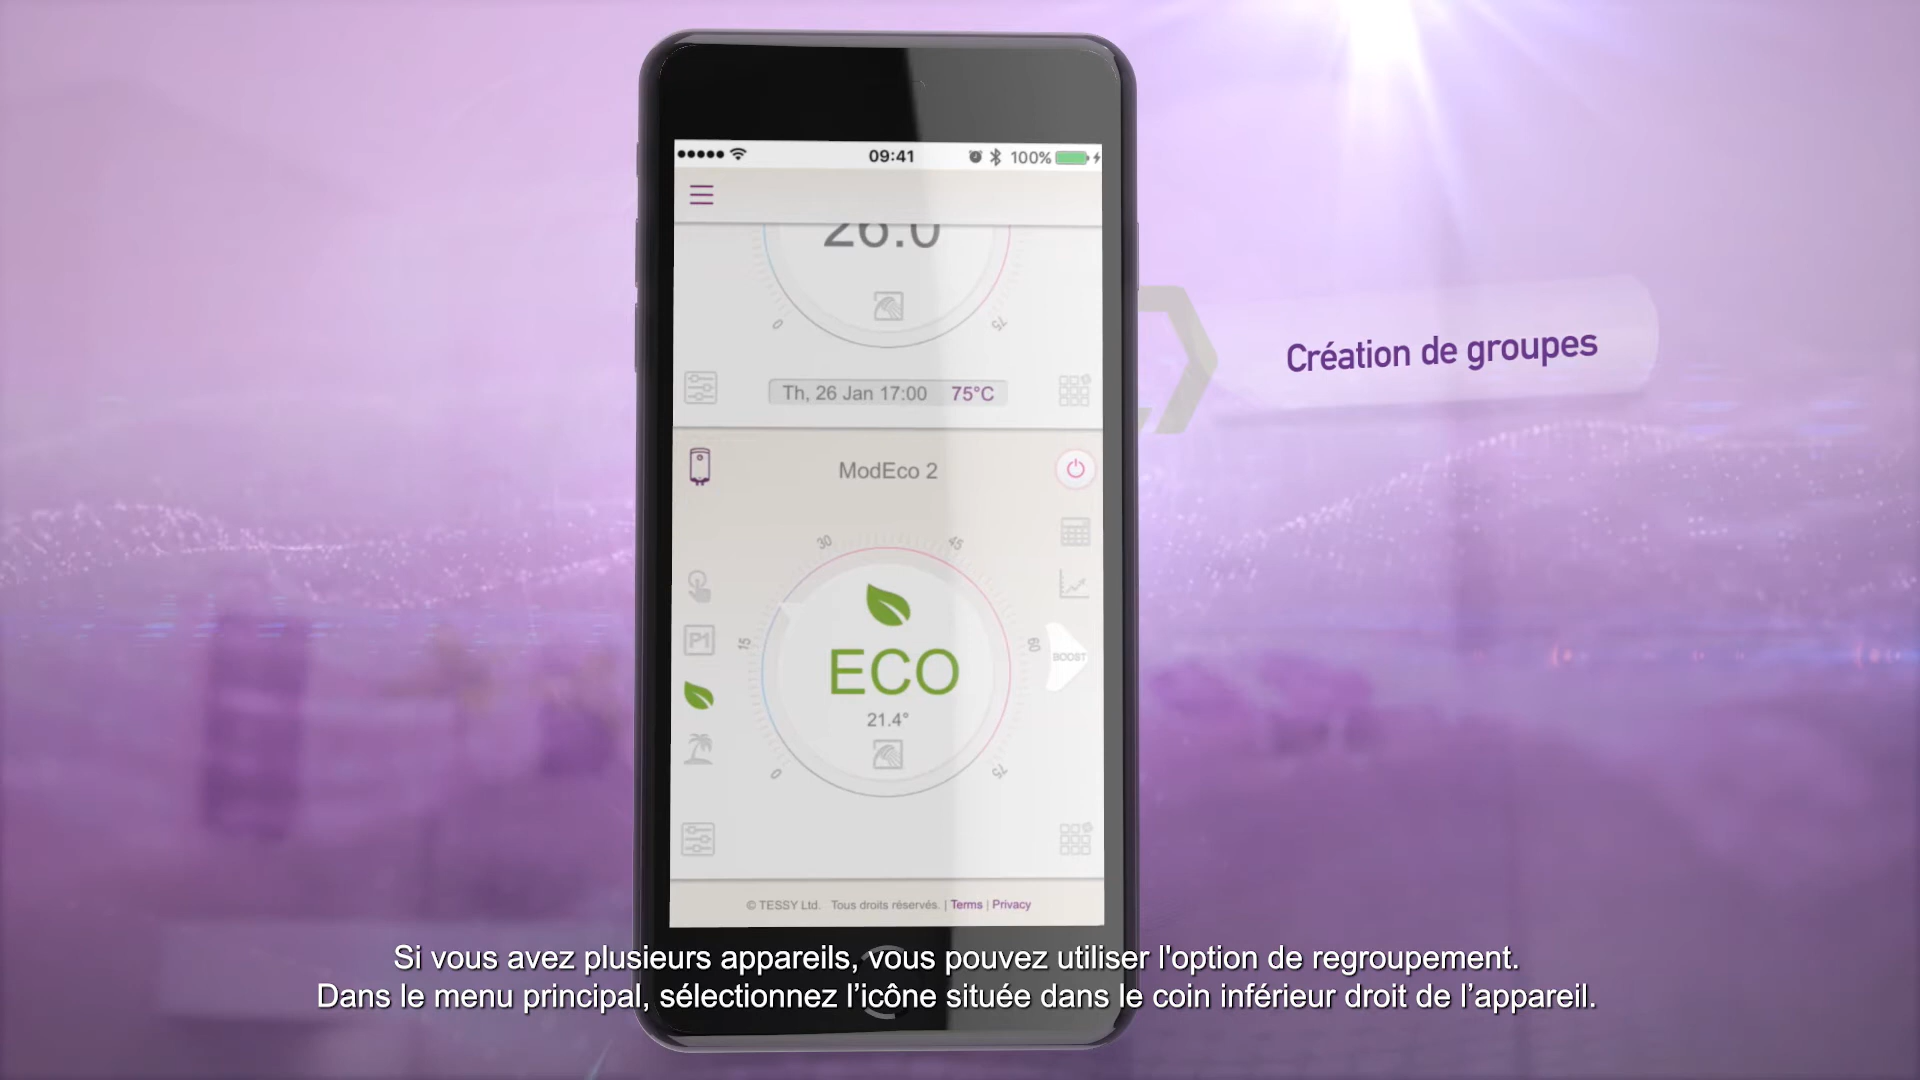 09:41
100%
26.0
0
75
Th, 26 Jan 17:00 75°C
ModEco 2
30
45
15
60
P1
ECO
BOOST
21.4°
0
75
© TESSY Ltd. Tous droits réservés. | Terms | Privacy
Création de groupes
Si vous avez plusieurs appareils, vous pouvez utiliser l'option de regroupement.
Dans le menu principal, sélectionnez l’icône située dans le coin inférieur droit de l’appareil.